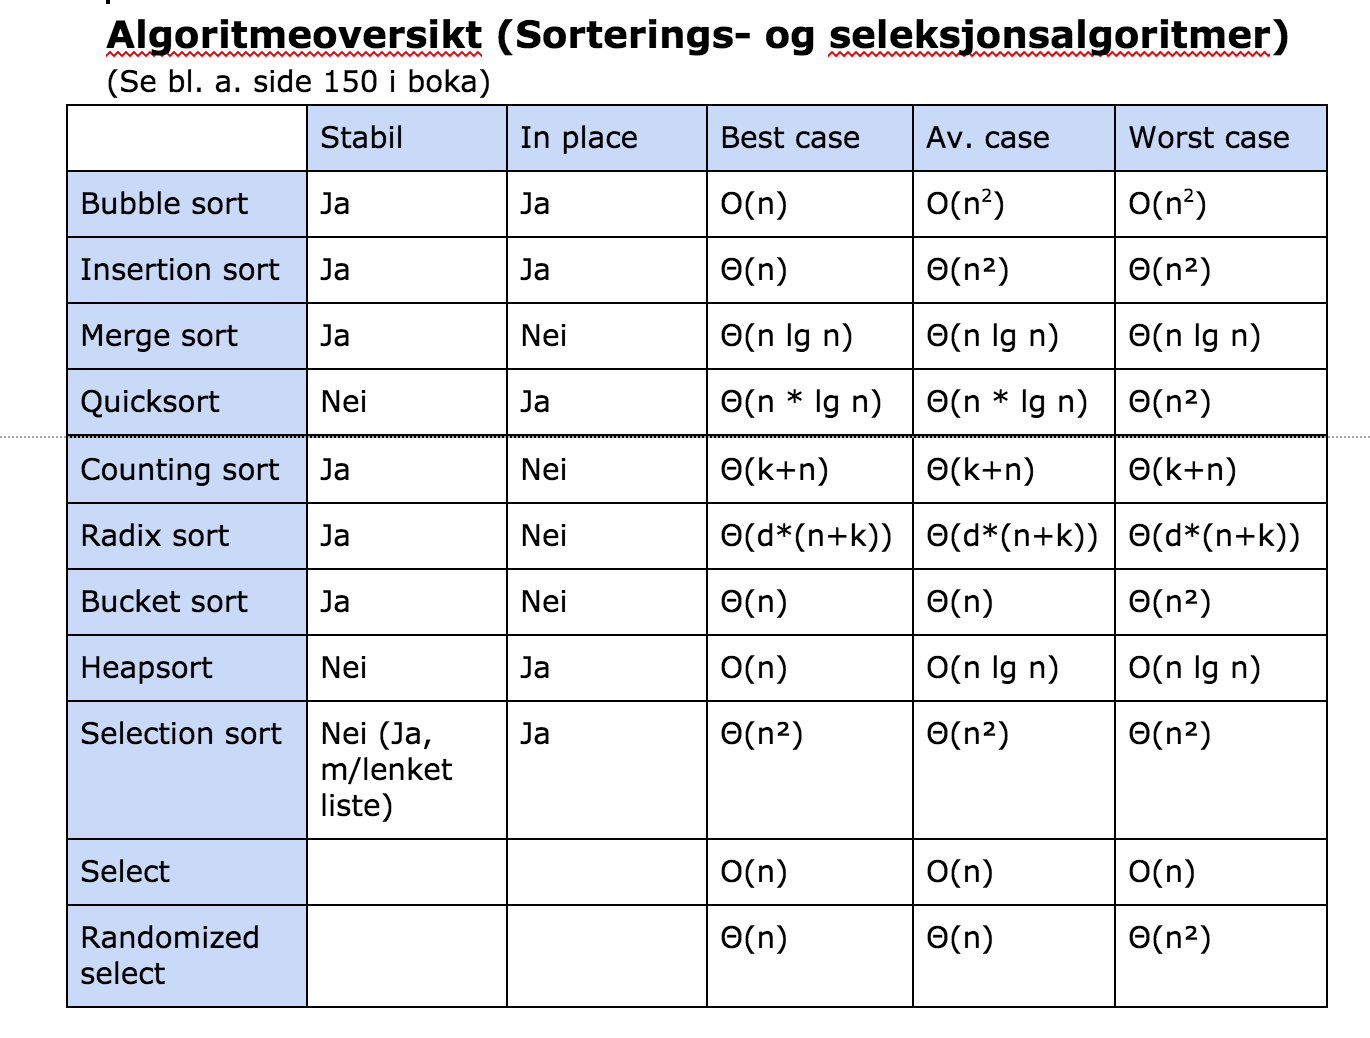 Algoritmeoversikt (Sorterings- og seleksjonsalgoritmer)
(Se bl. a. side 150 i boka)
Stabil In place Best case Av. case Worst case
Bubble sort Ja Ja O(n) O(n²) O(n²)
Insertion sort Ja Ja Θ(n) Θ(n²) Θ(n²)
Merge sort Ja Nei Θ(n lg n) Θ(n lg n) Θ(n lg n)
Quicksort Nei Ja Θ(n * lg n) Θ(n * lg n) Θ(n²)
Counting sort Ja Nei Θ(k+n) Θ(k+n) Θ(k+n)
Radix sort Ja Nei Θ(d*(n+k)) Θ(d*(n+k)) Θ(d*(n+k))
Bucket sort Ja Nei Θ(n) Θ(n) Θ(n²)
Heapsort Nei Ja O(n) O(n lg n) O(n lg n)
Selection sort Nei (Ja, Ja Θ(n²) Θ(n²) Θ(n²)
m/lenket
liste)
Select O(n) O(n) O(n)
Randomized Θ(n) Θ(n) Θ(n²)
select